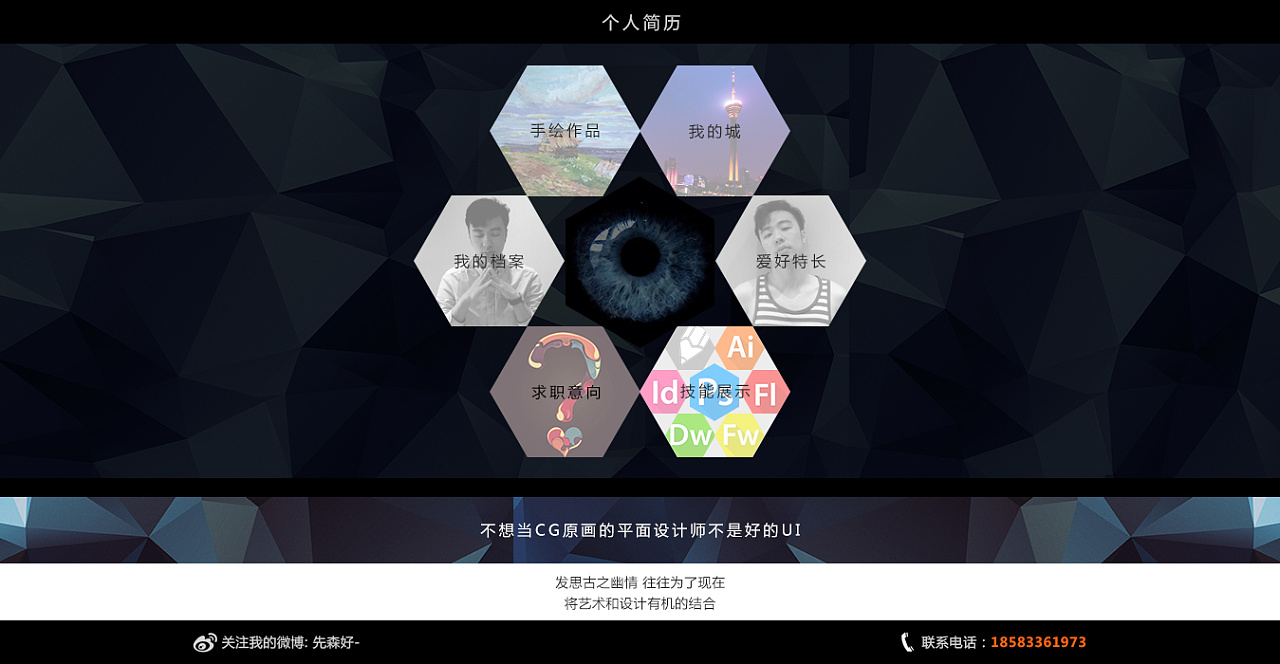 个人简历
手绘作品
我的城
我的档案
爱好特长
求职意向
Ai
Id Ps Fl
技能展示
Dw Fw
不想当CG原画的平面设计师不是好的UI
发思古之幽情 往往为了现在
将艺术和设计有机的结合
关注我的微博: 先森好-
联系电话：18583361973